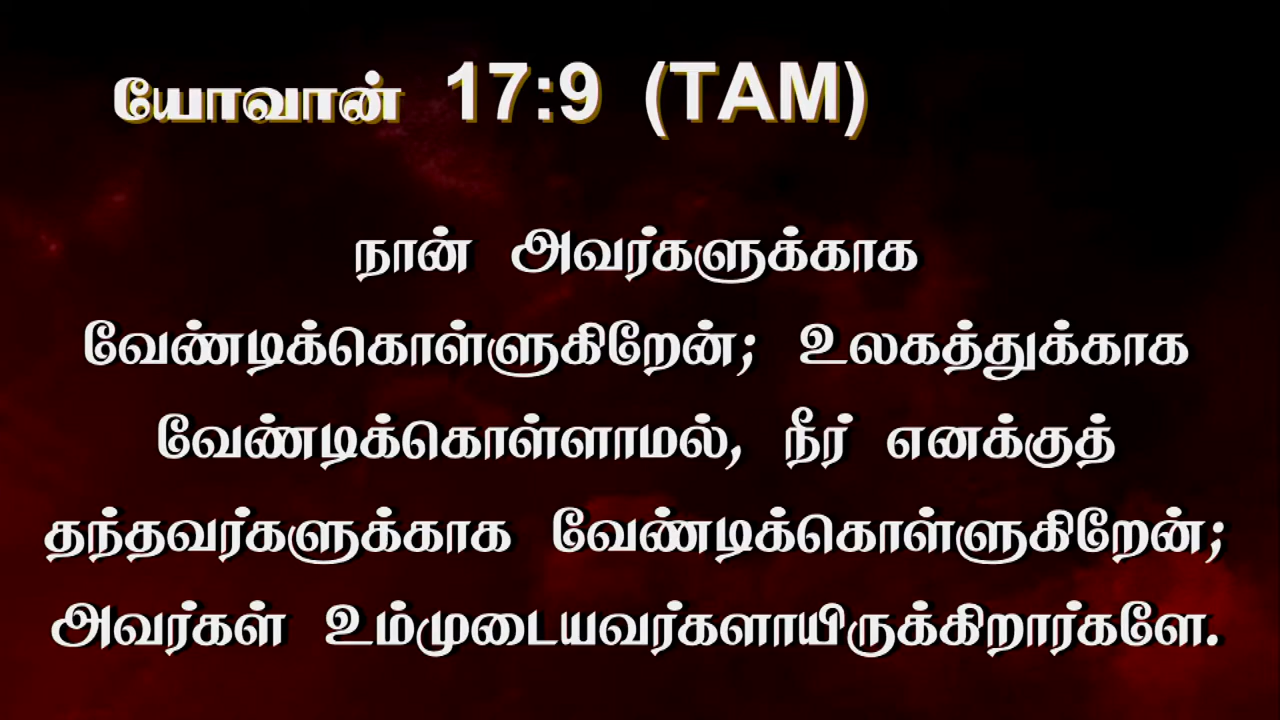 யோவான் 17:9 (TAM)
நான் அவர்களுக்காக
வேண்டிக்கொள்ளுகிறேன்; உலகத்துக்காக
வேண்டிக்கொள்ளாமல், நீர் எனக்குத்
தந்தவர்களுக்காக வேண்டிக்கொள்ளுகிறேன்;
அவர்கள் உம்முடையவர்களாயிருக்கிறார்களே.